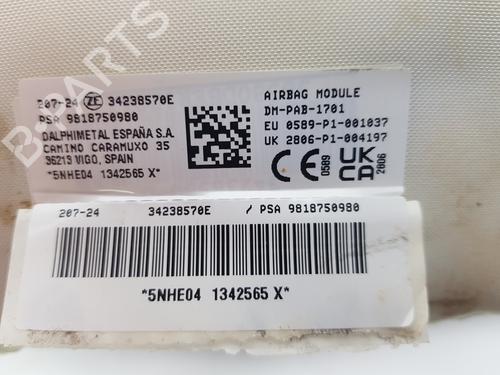 207-24 ZF 34238570E
PSA 9818750980
DALPHIMETAL ESPAÑA S.A.
CAMINO CARAMUXO 35
36213 VIGO, SPAIN
*5NHE04 1342565 X*
AIRBAG MODULE
DM-PAB-1701
EU 0589-P1-001037
UK 2806-P1-004197
CE 0589 UK CA 2806
207-24 34238570E / PSA 9818750980
*5NHE04 1342565 X*
B-PARTS